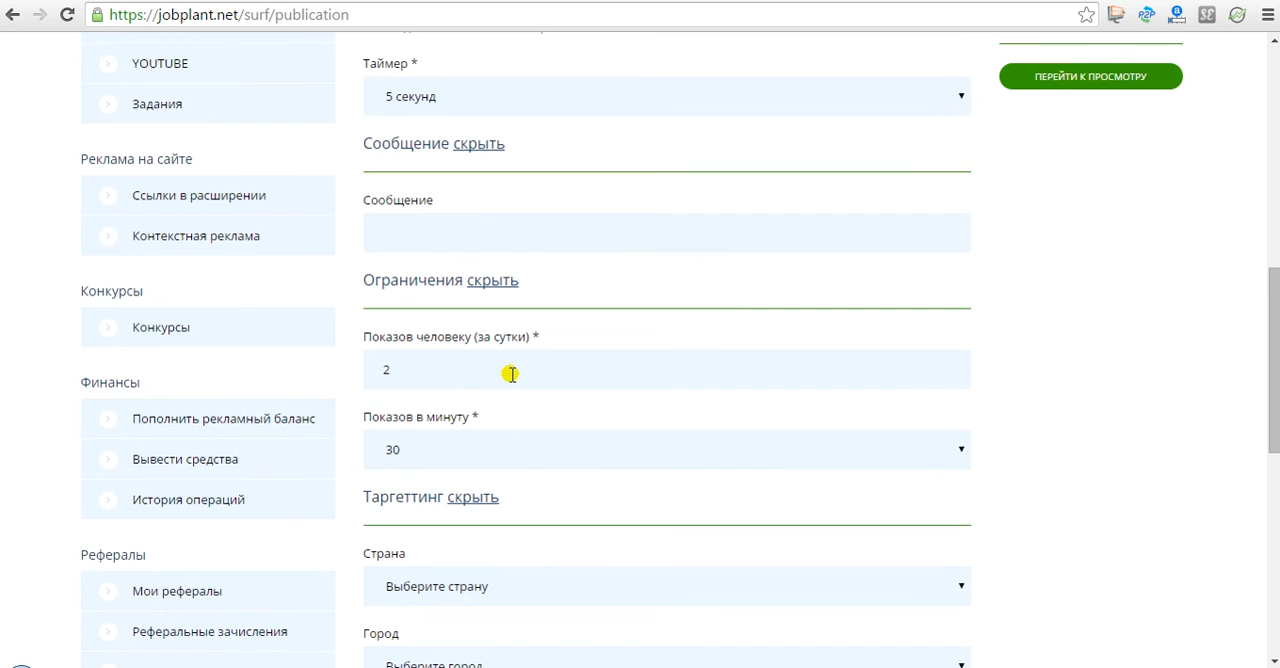 https://jobplant.net/surf/publication
YOUTUBE
Задания
Реклама на сайте
Ссылки в расширении
Контекстная реклама
Конкурсы
Конкурсы
Финансы
Пополнить рекламный баланс
Вывести средства
История операций
Рефералы
Мои рефералы
Реферальные зачисления
Таймер *
5 секунд
Сообщение скрыть
Сообщение
Ограничения скрыть
Показов человеку (за сутки) *
2
Показов в минуту *
30
Таргеттинг скрыть
Страна
Выберите страну
Город
Выберите город
ПЕРЕЙТИ К ПРОСМОТРУ